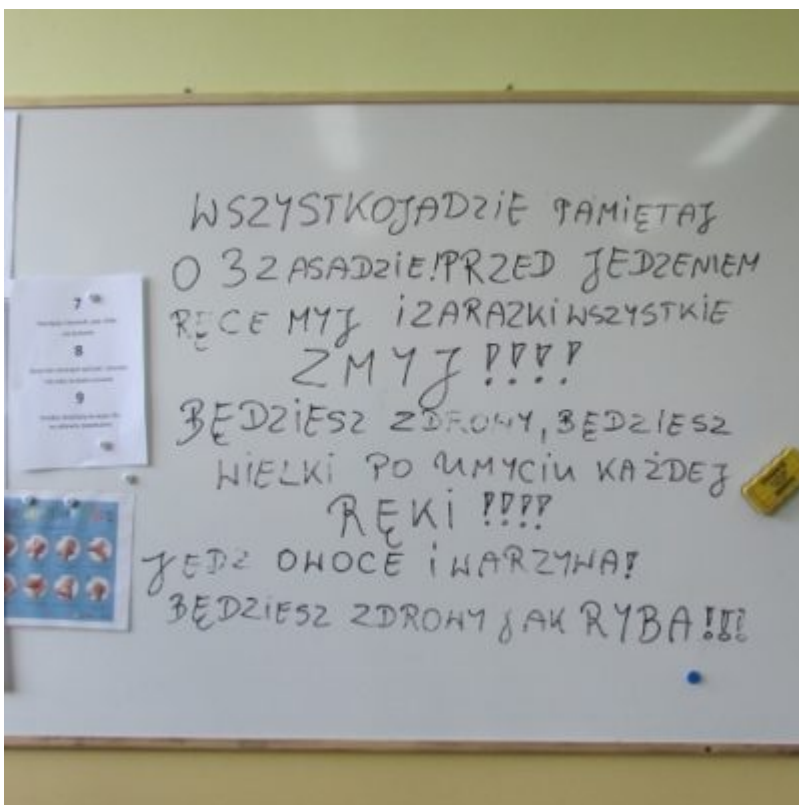 7
8
9
WSZYSTKOJADZIE PAMIĘTAJ
O 3 ZASADZIE! PRZED JEDZENIEM
RĘCE MYJ I ZARAZKI WSZYSTKIE
ZMYJ!!!!
BĘDZIESZ ZDROWY, BĘDZIESZ
WIELKI PO UMYCIU KAŻDEJ
RĘKI!!!!
JEDZ OWOCE I WARZYWA!
BĘDZIESZ ZDROWY JAK RYBA!!!